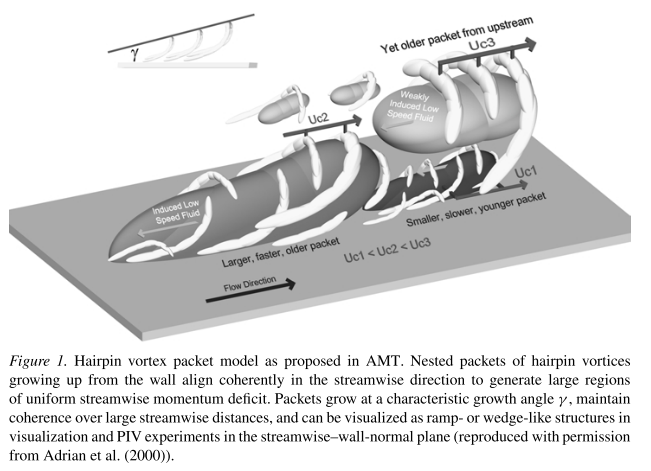 γ
Yet older packet from upstream
Uc3
Weakly
Induced Low
Speed Fluid
Uc2
Uc1
Induced Low
Speed Fluid
Smaller, slower, younger packet
Larger, faster, older packet
Uc1 < Uc2 < Uc3
Flow Direction
Figure 1. Hairpin vortex packet model as proposed in AMT. Nested packets of hairpin vortices
growing up from the wall align coherently in the streamwise direction to generate large regions
of uniform streamwise momentum deficit. Packets grow at a characteristic growth angle γ, maintain
coherence over large streamwise distances, and can be visualized as ramp- or wedge-like structures in
visualization and PIV experiments in the streamwise–wall-normal plane (reproduced with permission
from Adrian et al. (2000)).